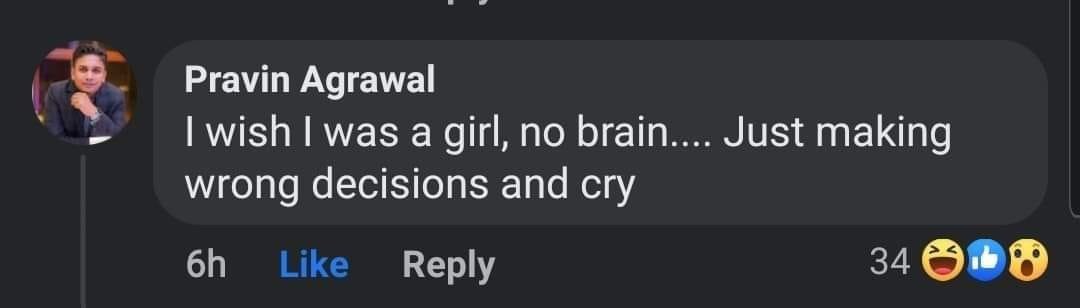 Pravin Agrawal
I wish I was a girl, no brain.... Just making
wrong decisions and cry
6h Like Reply 34